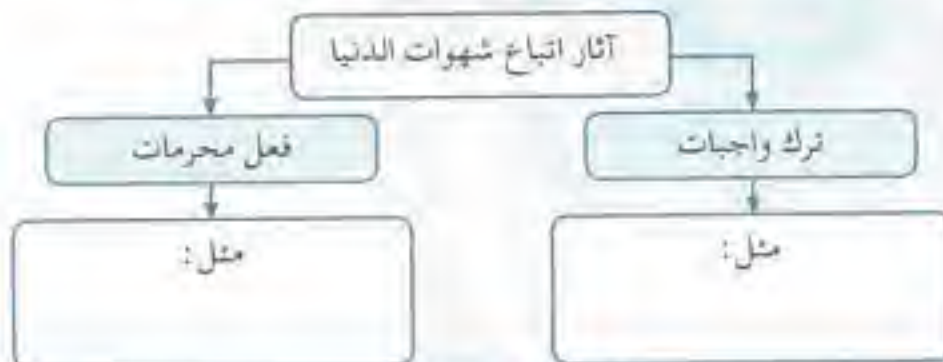 آثار اتباع شهوات الدنيا
ترك واجبات
فعل محرمات
مثل:
مثل: